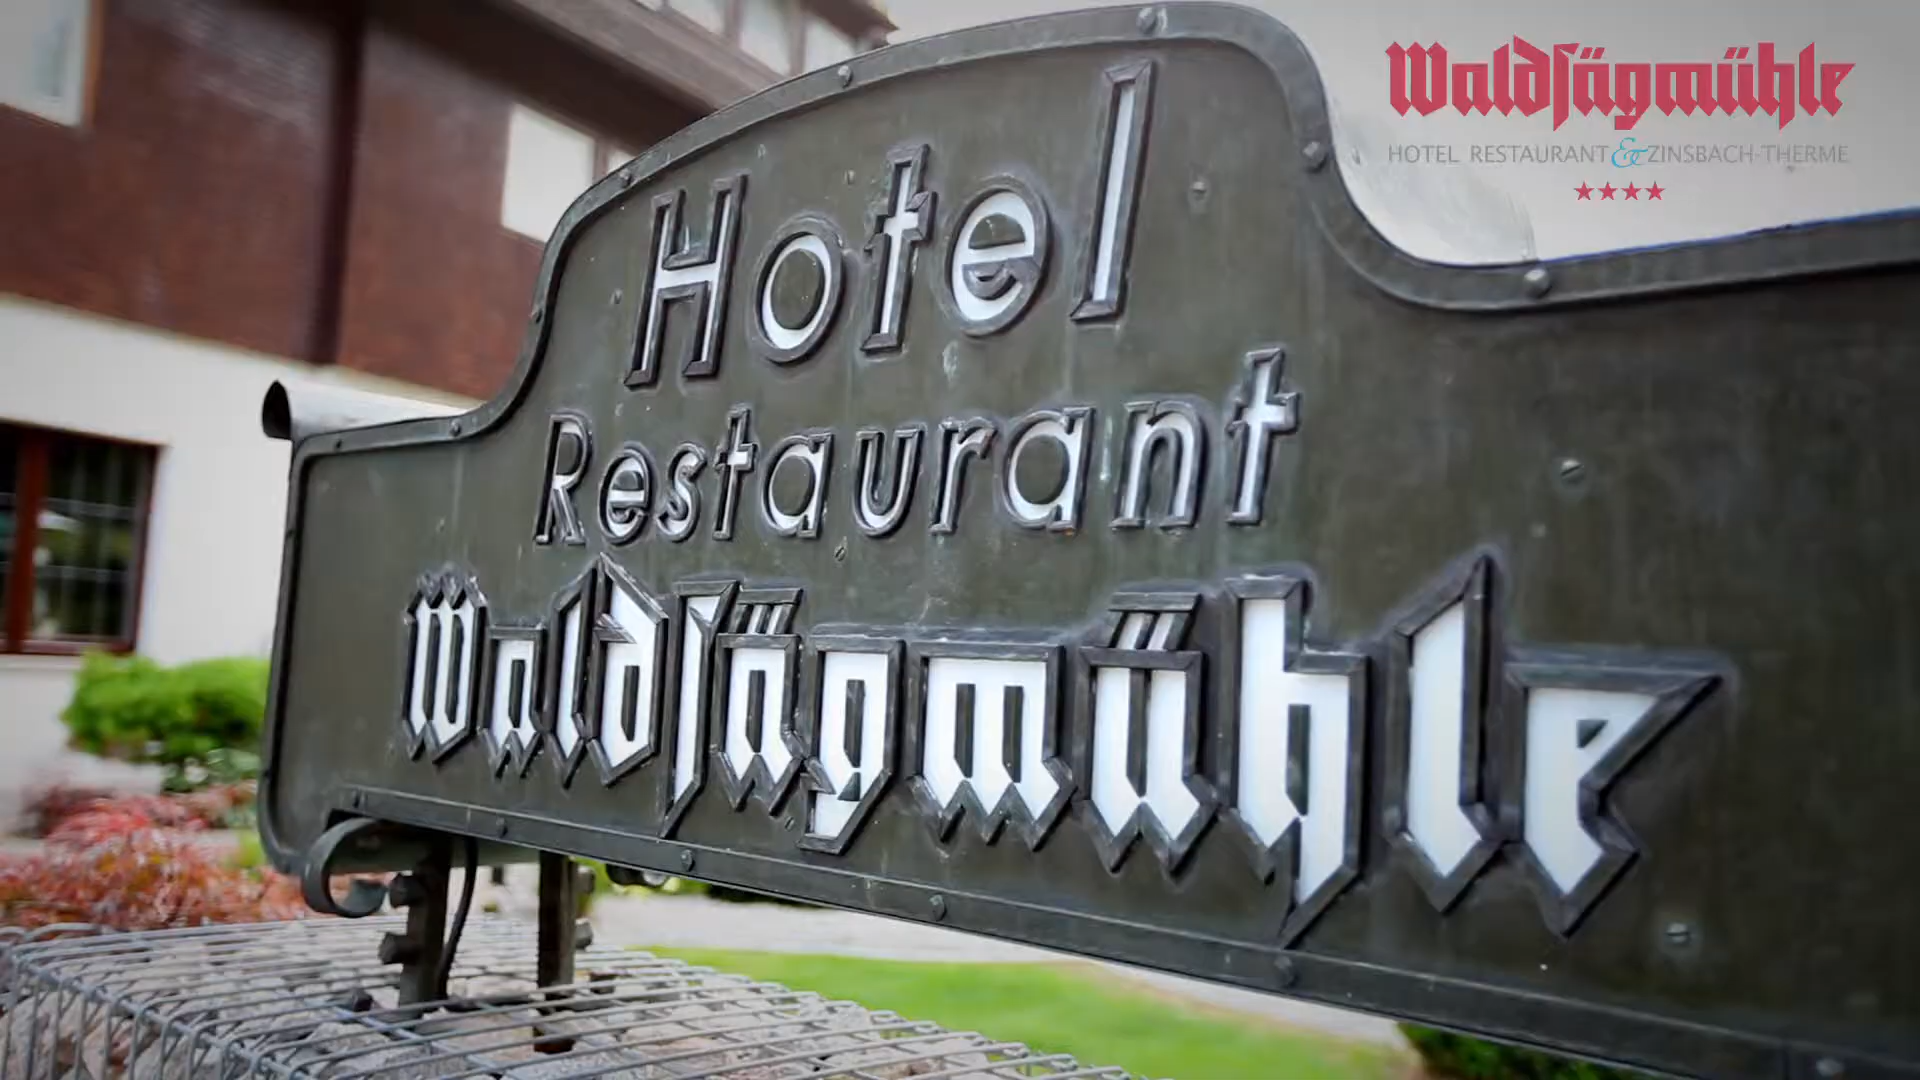 Waldſägmühle
HOTEL RESTAURANT & ZINSBACH-THERME
Hotel
Restaurant
Waldſägmühle